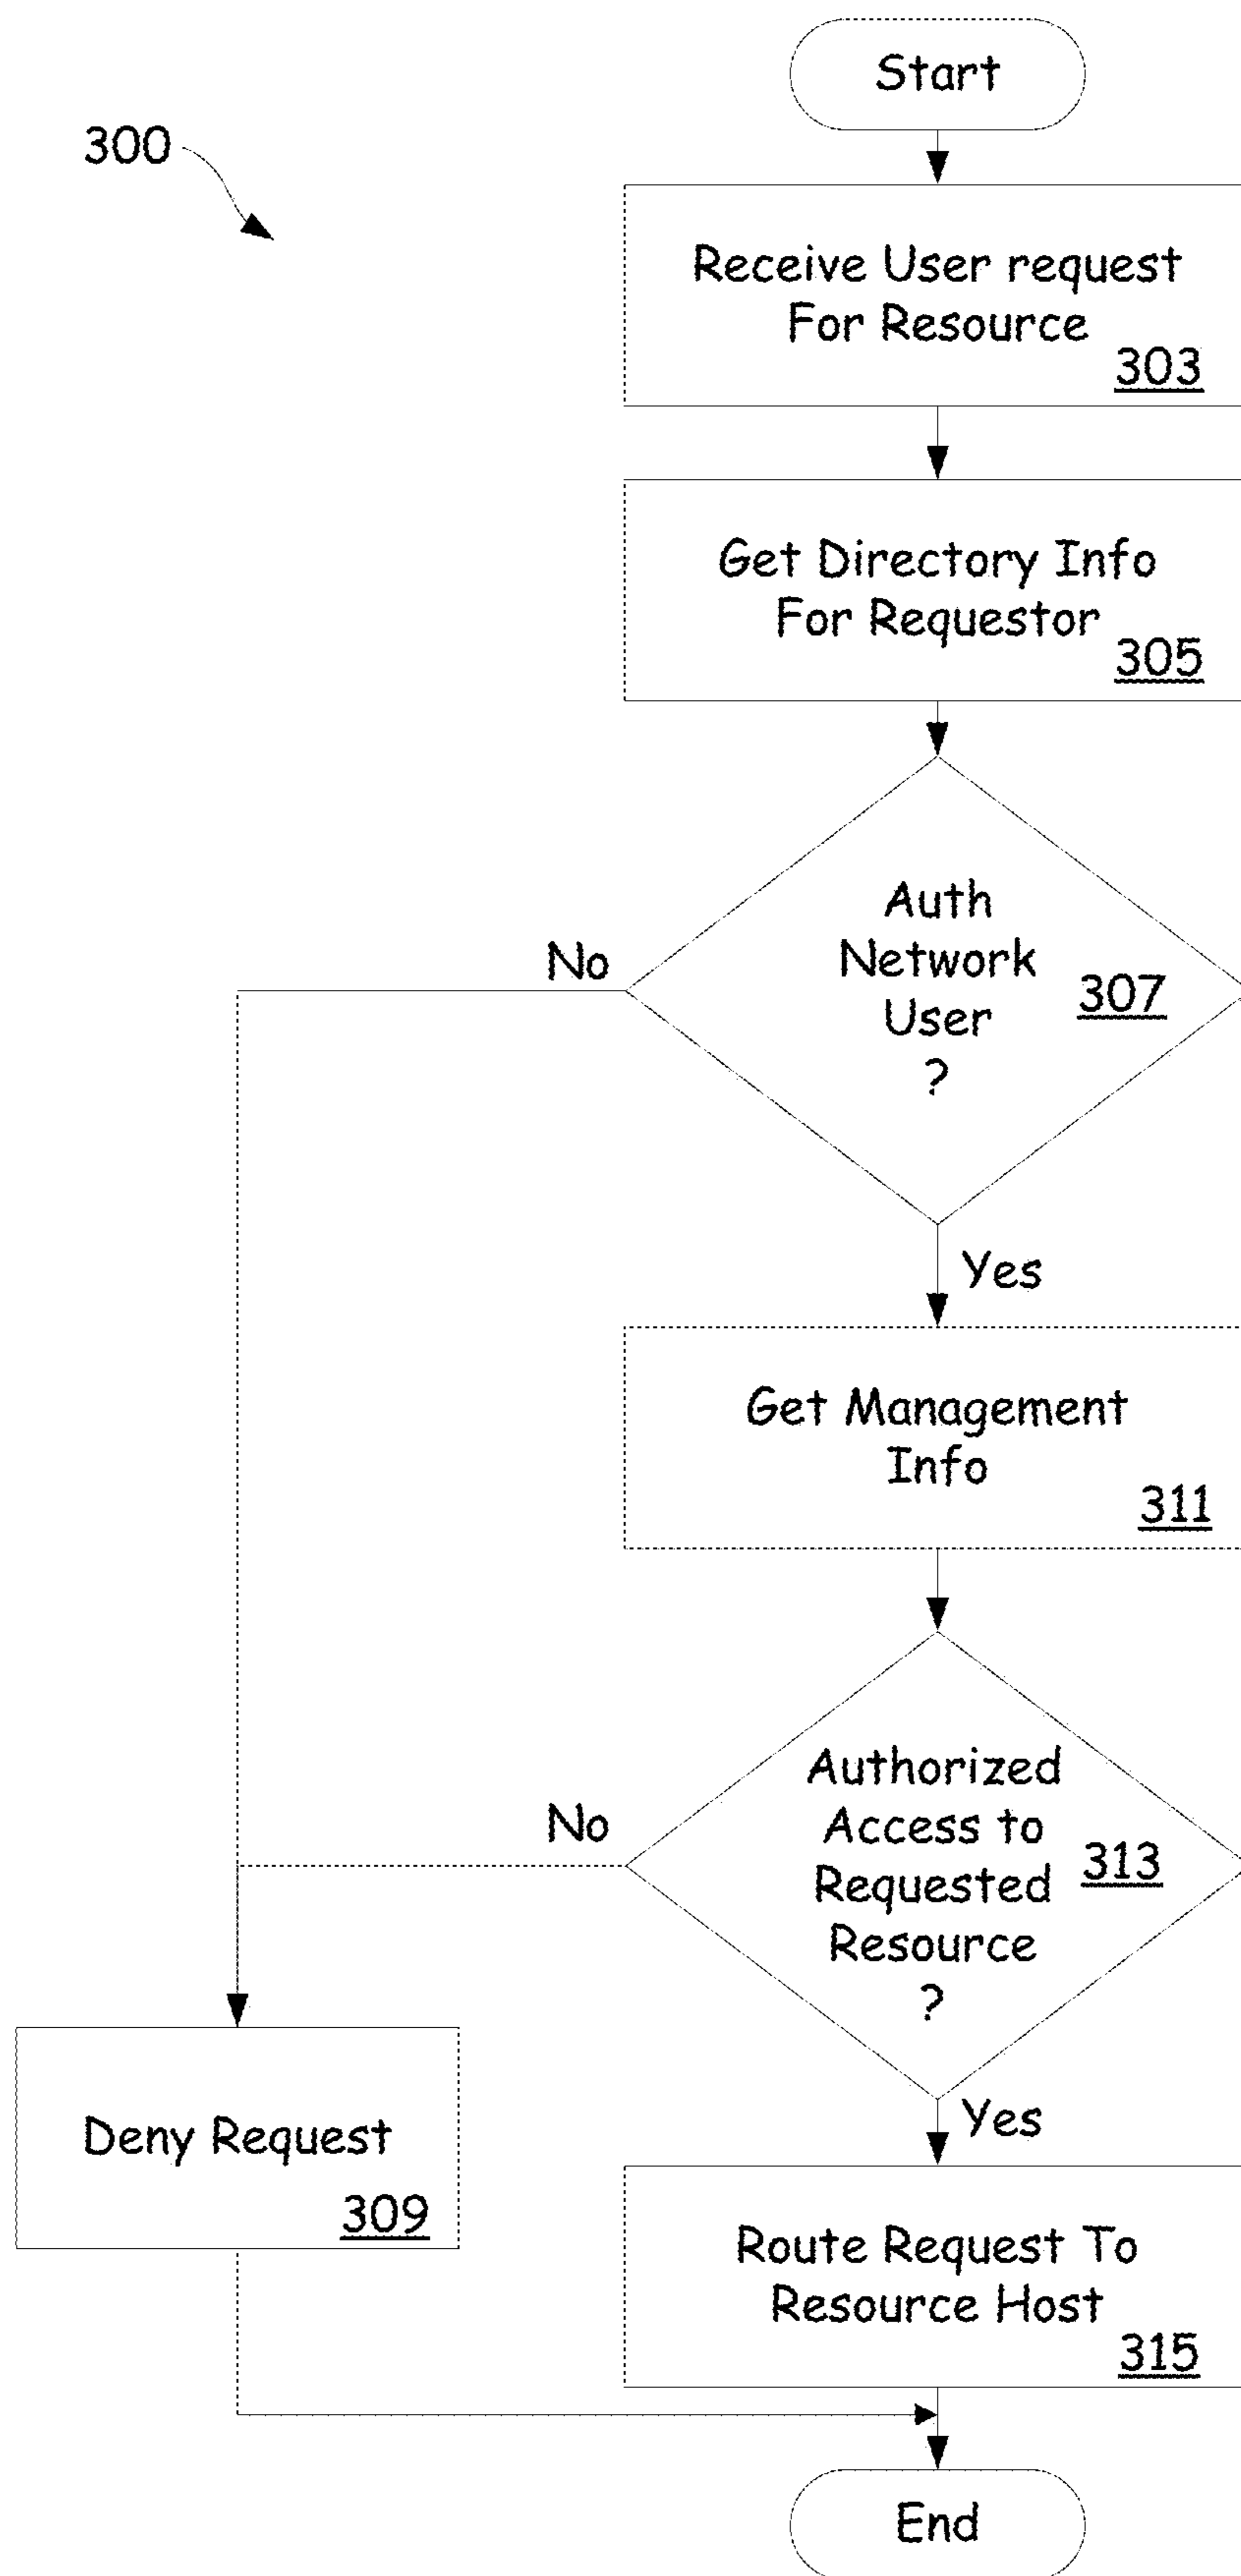 Start
300
Receive User request
For Resource
303
Get Directory Info
For Requestor
305
Auth
Network
User
?
307
No
Yes
Get Management
Info
311
Authorized
Access to
Requested
Resource
?
313
No
Yes
Deny Request
309
Route Request To
Resource Host
315
End